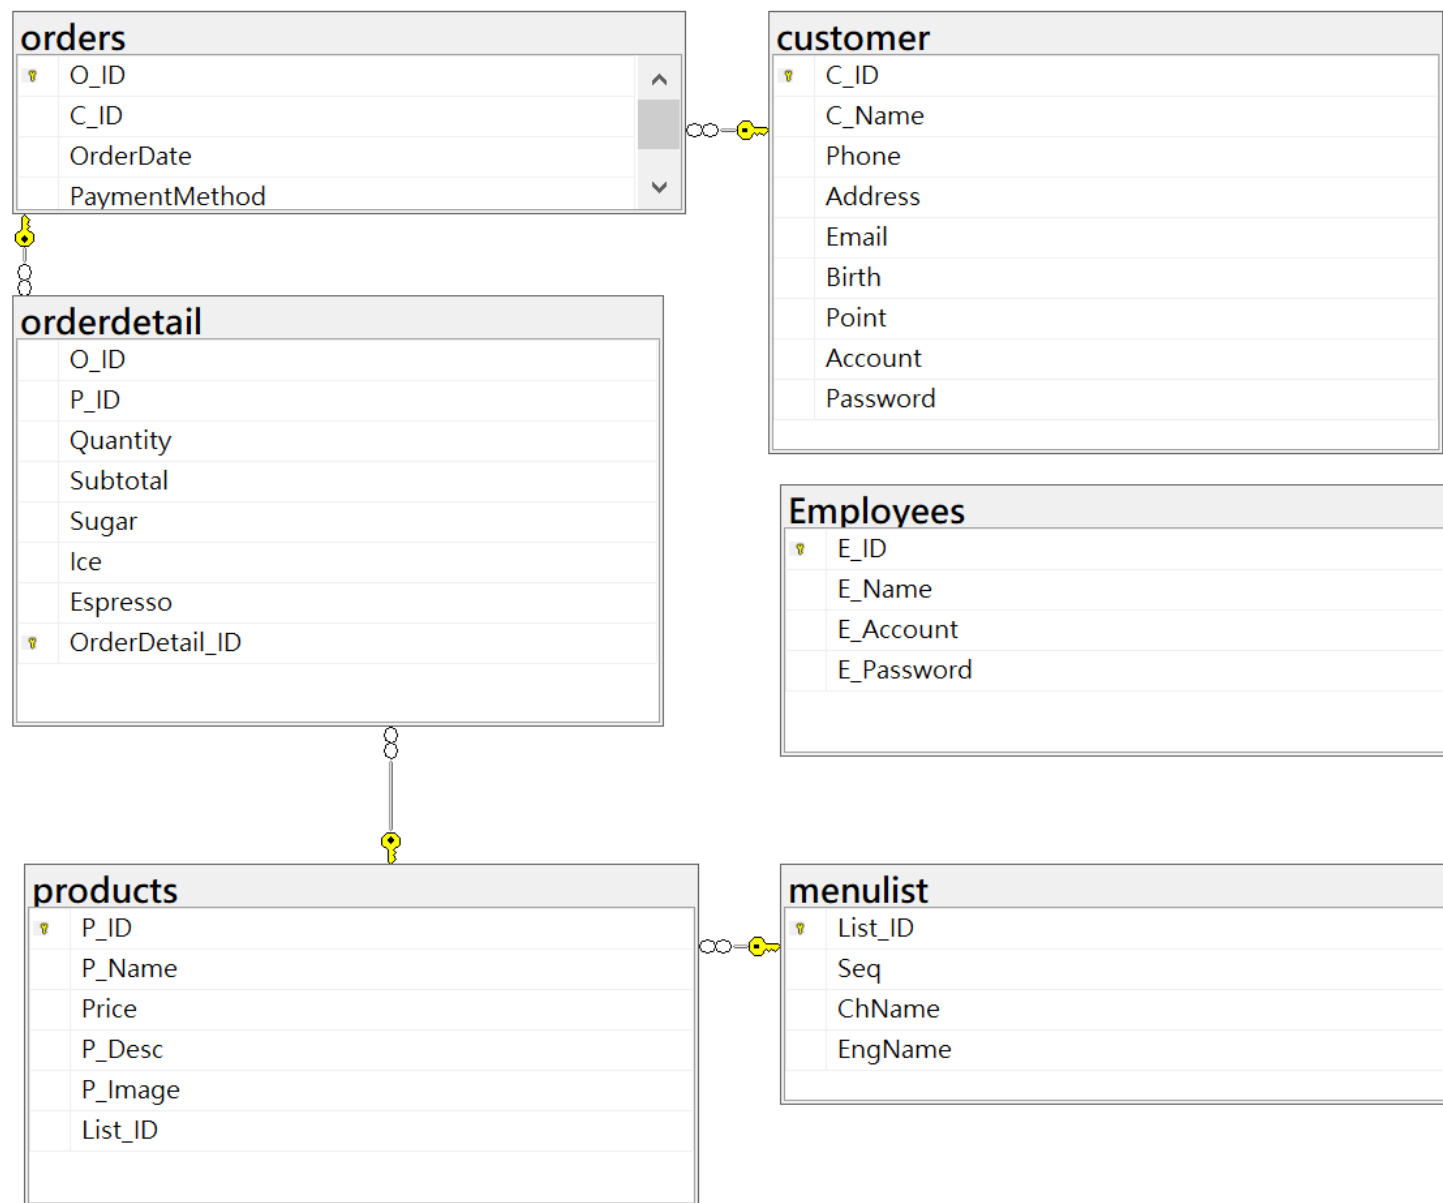 orders
O_ID
C_ID
OrderDate
PaymentMethod
customer
C_ID
C_Name
Phone
Address
Email
Birth
Point
Account
Password
orderdetail
O_ID
P_ID
Quantity
Subtotal
Sugar
Ice
Espresso
OrderDetail_ID
Employees
E_ID
E_Name
E_Account
E_Password
products
P_ID
P_Name
Price
P_Desc
P_Image
List_ID
menulist
List_ID
Seq
ChName
EngName